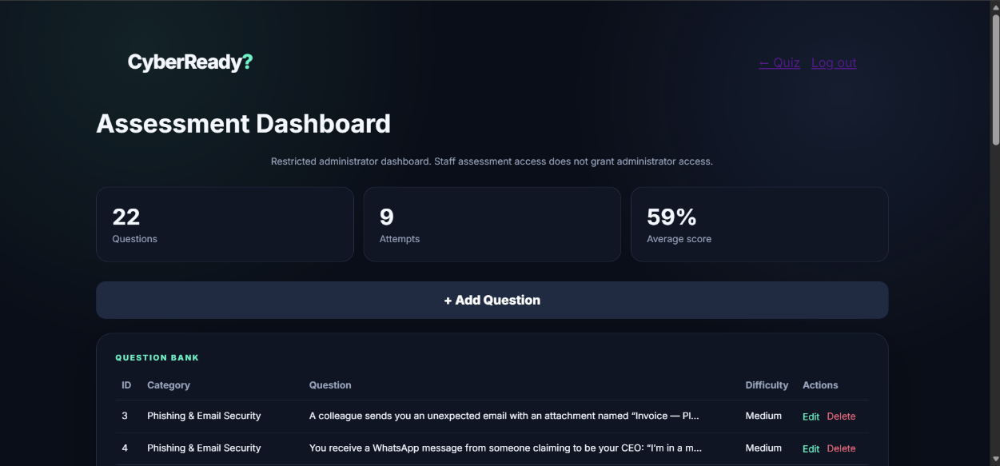 CyberReady?
← Quiz Log out
Assessment Dashboard
Restricted administrator dashboard. Staff assessment access does not grant administrator access.
22
Questions
9
Attempts
59%
Average score
+ Add Question
QUESTION BANK
ID Category Question Difficulty Actions
3 Phishing & Email Security A colleague sends you an unexpected email with an attachment named “Invoice — Pl... Medium Edit Delete
4 Phishing & Email Security You receive a WhatsApp message from someone claiming to be your CEO: “I’m in a m... Medium Edit Delete